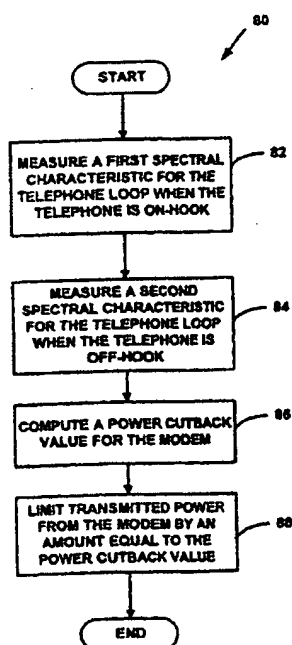 80
START
MEASURE A FIRST SPECTRAL
CHARACTERISTIC FOR THE
TELEPHONE LOOP WHEN THE
TELEPHONE IS ON-HOOK
82
MEASURE A SECOND
SPECTRAL CHARACTERISTIC
FOR THE TELEPHONE LOOP
WHEN THE TELEPHONE IS
OFF-HOOK
84
COMPUTE A POWER CUTBACK
VALUE FOR THE MODEM
86
LIMIT TRANSMITTED POWER
FROM THE MODEM BY AN
AMOUNT EQUAL TO THE
POWER CUTBACK VALUE
88
END